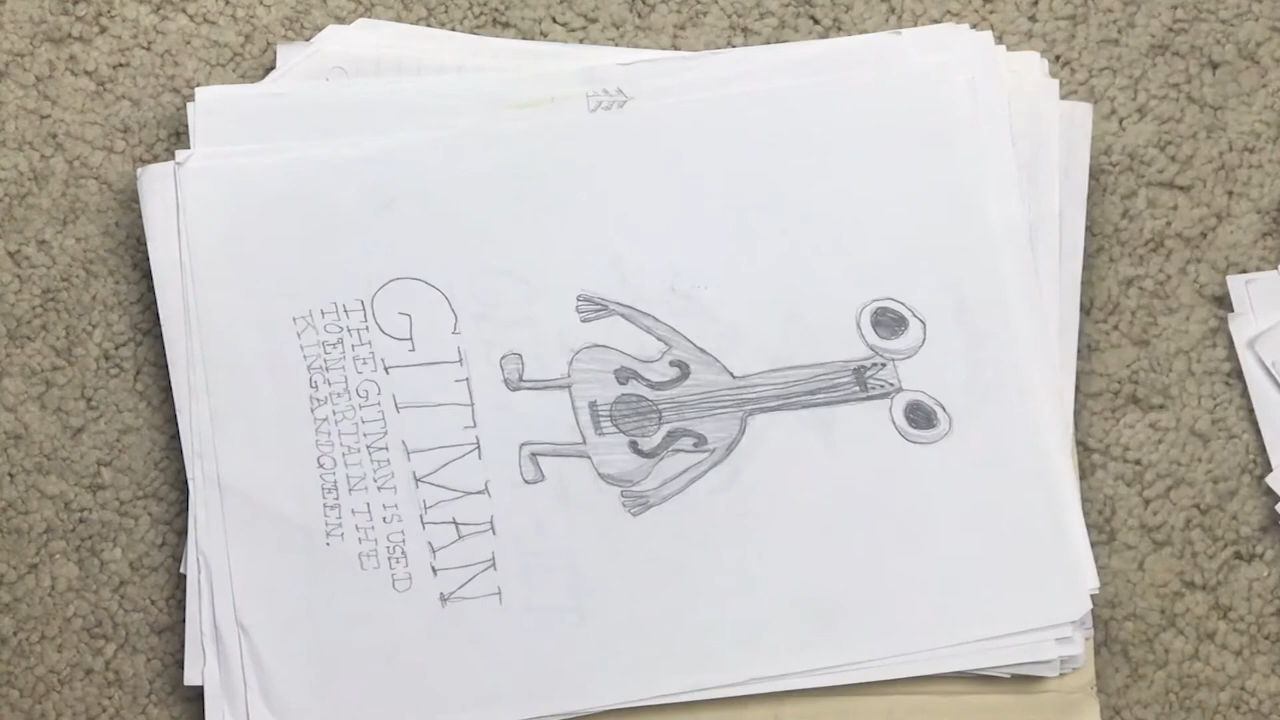 GITMAN
THE GITMAN IS USED
TO ENTERTAIN THE
KING AND QUEEN.